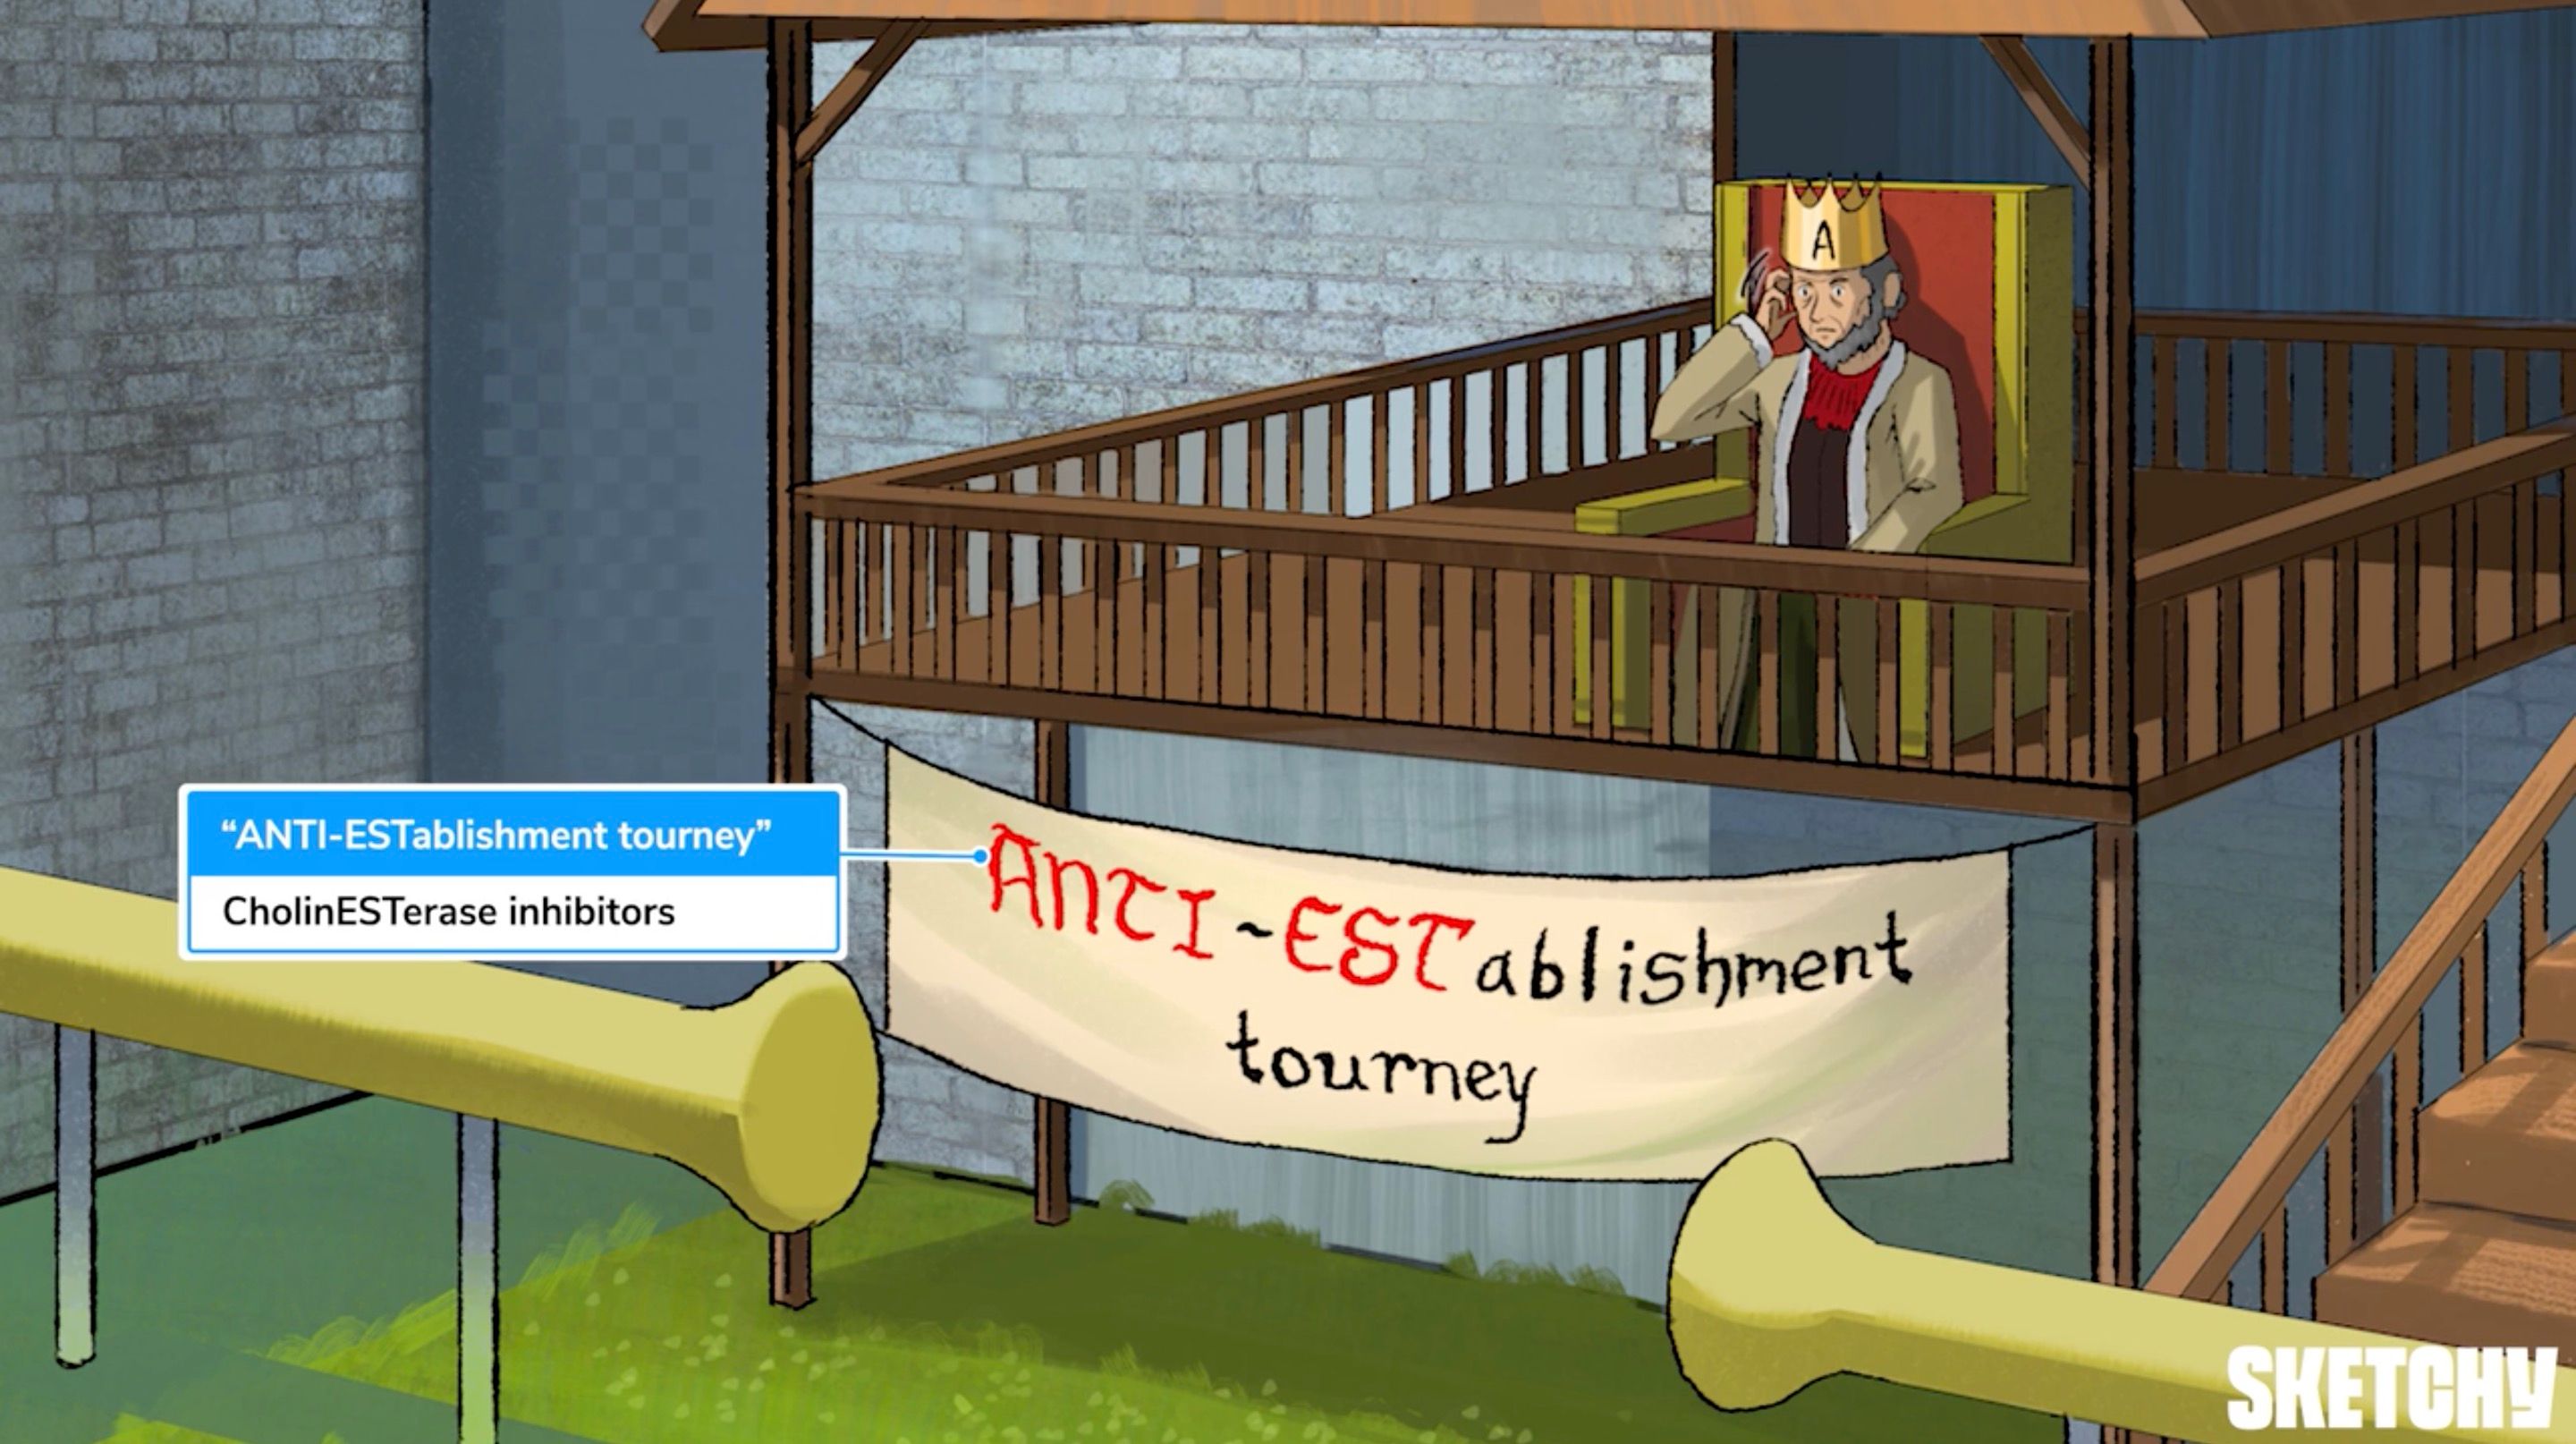 A
“ANTI-ESTablishment tourney”
CholinESTerase inhibitors
ANTI~ESTablishment
tourney
SKETCHY